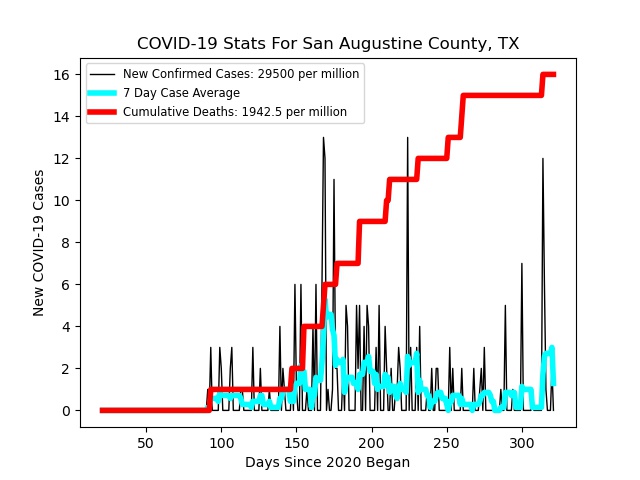 COVID-19 Stats For San Augustine County, TX
New Confirmed Cases: 29500 per million
7 Day Case Average
Cumulative Deaths: 1942.5 per million
New COVID-19 Cases
16
14
12
10
8
6
4
2
0
50 100 150 200 250 300
Days Since 2020 Began